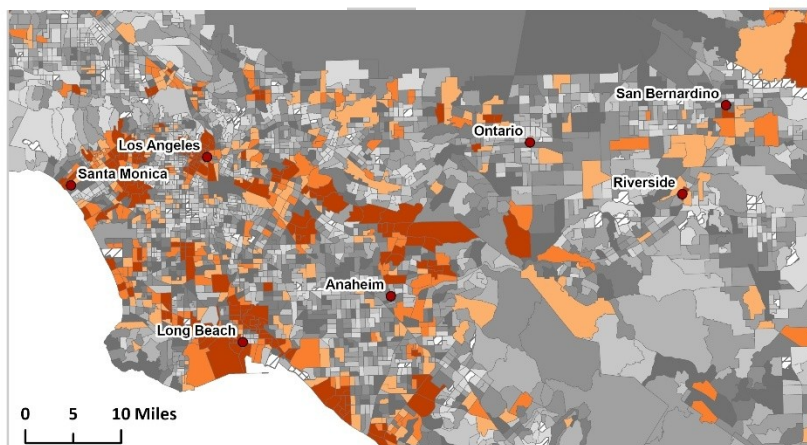 San Bernardino
Ontario
Los Angeles
Santa Monica
Riverside
Anaheim
Long Beach
0 5 10 Miles